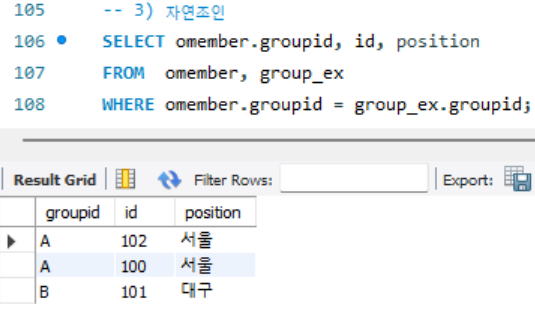 105 -- 3) 자연조인
106 SELECT omember.groupid, id, position
107 FROM omember, group_ex
108 WHERE omember.groupid = group_ex.groupid;
Result Grid Filter Rows: Export:
groupid id position
A 102 서울
A 100 서울
B 101 대구